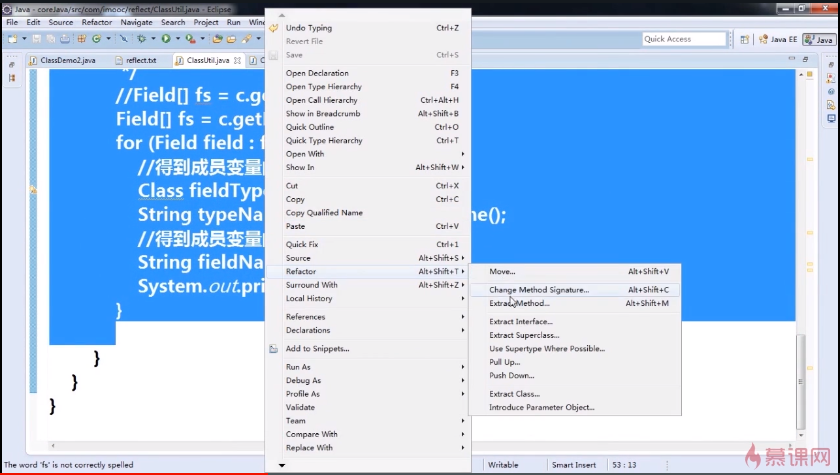 Java - coreJava/src/com/imooc/reflect/ClassUtil.java - Eclipse
File Edit Source Refactor Navigate Search Project Run Window Help
Quick Access
Java EE
Java
ClassDemo2.java
reflect.txt
ClassUtil.java
*/
//Field[] fs = c.ge
Field[] fs = c.get
for (Field field : f
//得到成员变量
Class fieldType
String typeNa
me();
//得到成员变量
String fieldNa
System.out.pri
}
}
}
}
Undo Typing Ctrl+Z
Revert File
Save Ctrl+S
Open Declaration F3
Open Type Hierarchy F4
Open Call Hierarchy Ctrl+Alt+H
Show in Breadcrumb Alt+Shift+B
Quick Outline Ctrl+O
Quick Type Hierarchy Ctrl+T
Open With
Show In Alt+Shift+W
Cut Ctrl+X
Copy Ctrl+C
Copy Qualified Name
Paste Ctrl+V
Quick Fix Ctrl+1
Source Alt+Shift+S
Refactor Alt+Shift+T
Surround With Alt+Shift+Z
Local History
References
Declarations
Add to Snippets...
Run As
Debug As
Profile As
Validate
Team
Compare With
Replace With
Move... Alt+Shift+V
Change Method Signature... Alt+Shift+C
Extract Method... Alt+Shift+M
Extract Interface...
Extract Superclass...
Use Supertype Where Possible...
Pull Up...
Push Down...
Extract Class...
Introduce Parameter Object...
The word 'fs' is not correctly spelled
Writable
Smart Insert
53 : 13
慕课网